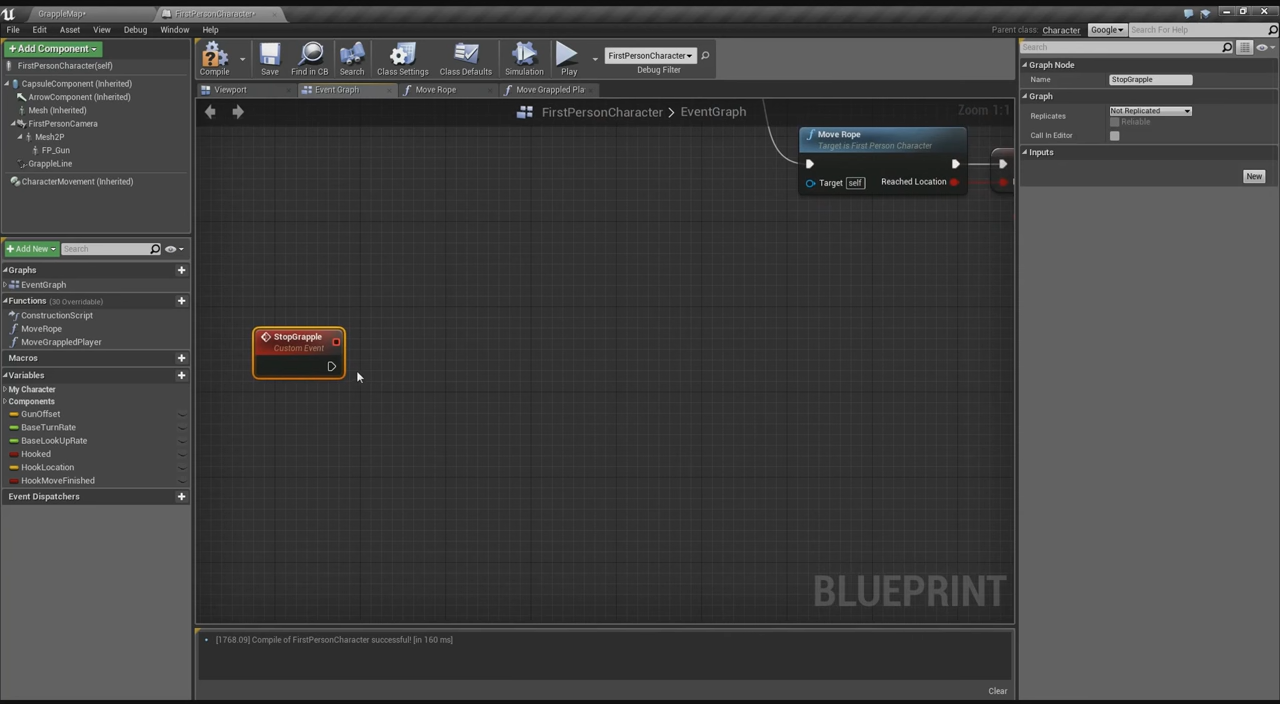 GrappleMap*
FirstPersonCharacter*
File Edit Asset View Debug Window Help
Parent class: Character Google Search For Help
Add Component
FirstPersonCharacter(self)
CapsuleComponent (Inherited)
ArrowComponent (Inherited)
Mesh (Inherited)
FirstPersonCamera
Mesh2P
FP_Gun
GrappleLine
CharacterMovement (Inherited)
Compile Save Find in CB Search Class Settings Class Defaults Simulation Play
FirstPersonCharacter
Debug Filter
Viewport Event Graph Move Rope Move Grappled Pla
FirstPersonCharacter > EventGraph
Zoom 1:1
Move Rope
Target is First Person Character
Target self Reached Location
StopGrapple
Custom Event
BLUEPRINT
+Add New Search
Graphs
EventGraph
Functions (30 Overridable)
ConstructionScript
MoveRope
MoveGrappledPlayer
Macros
Variables
My Character
Components
GunOffset
BaseTurnRate
BaseLookUpRate
Hooked
HookLocation
HookMoveFinished
Event Dispatchers
[1768.09] Compile of FirstPersonCharacter successful! [in 160 ms]
Clear
Search
Graph Node
Name StopGrapple
Graph
Replicates Not Replicated
Reliable
Call In Editor
Inputs
New